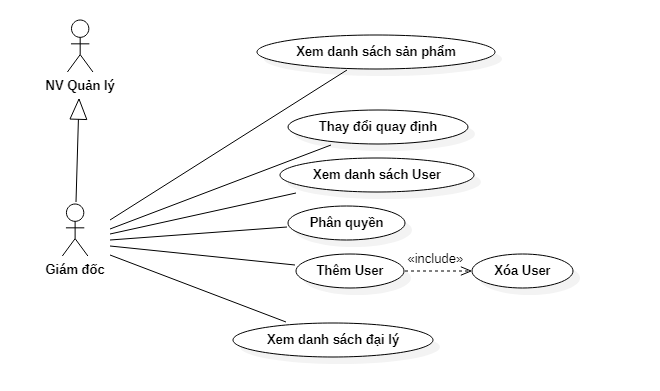 Xem danh sách sản phẩm
NV Quản lý
Thay đổi quay định
Xem danh sách User
Phân quyền
Giám đốc
Thêm User
«include»
Xóa User
Xem danh sách đại lý